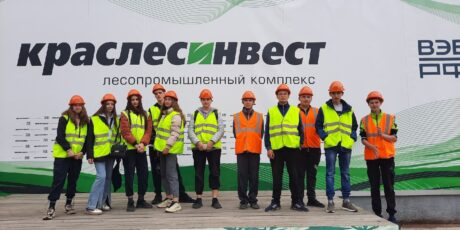 краслесинвест
лесопромышленный комплекс
ВЭБ
РФ